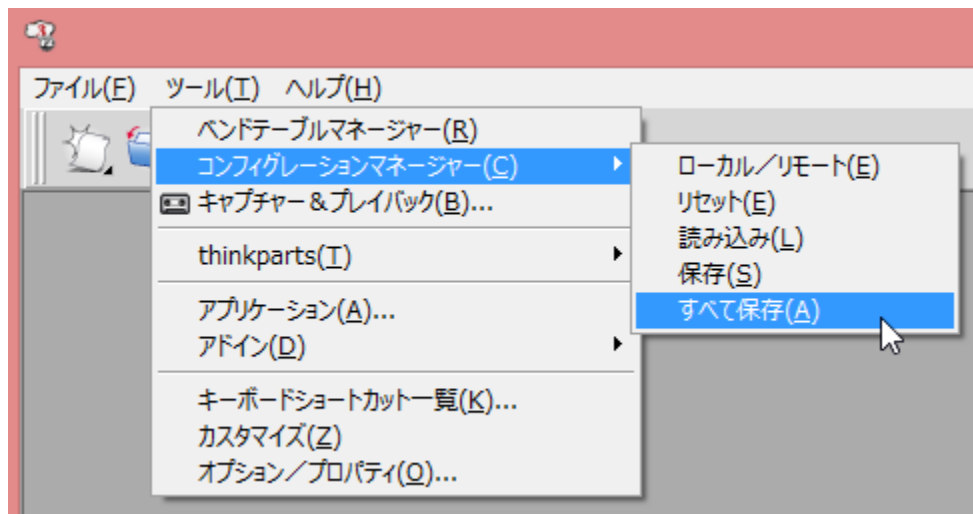 ファイル(F) ツール(T) ヘルプ(H)
ベンドテーブルマネージャー(R)
コンフィグレーションマネージャー(C)
キャプチャー&プレイバック(B)...
thinkparts(T)
アプリケーション(A)...
アドイン(D)
キーボードショートカット一覧(K)...
カスタマイズ(Z)
オプション/プロパティ(O)...
ローカル/リモート(E)
リセット(E)
読み込み(L)
保存(S)
すべて保存(A)